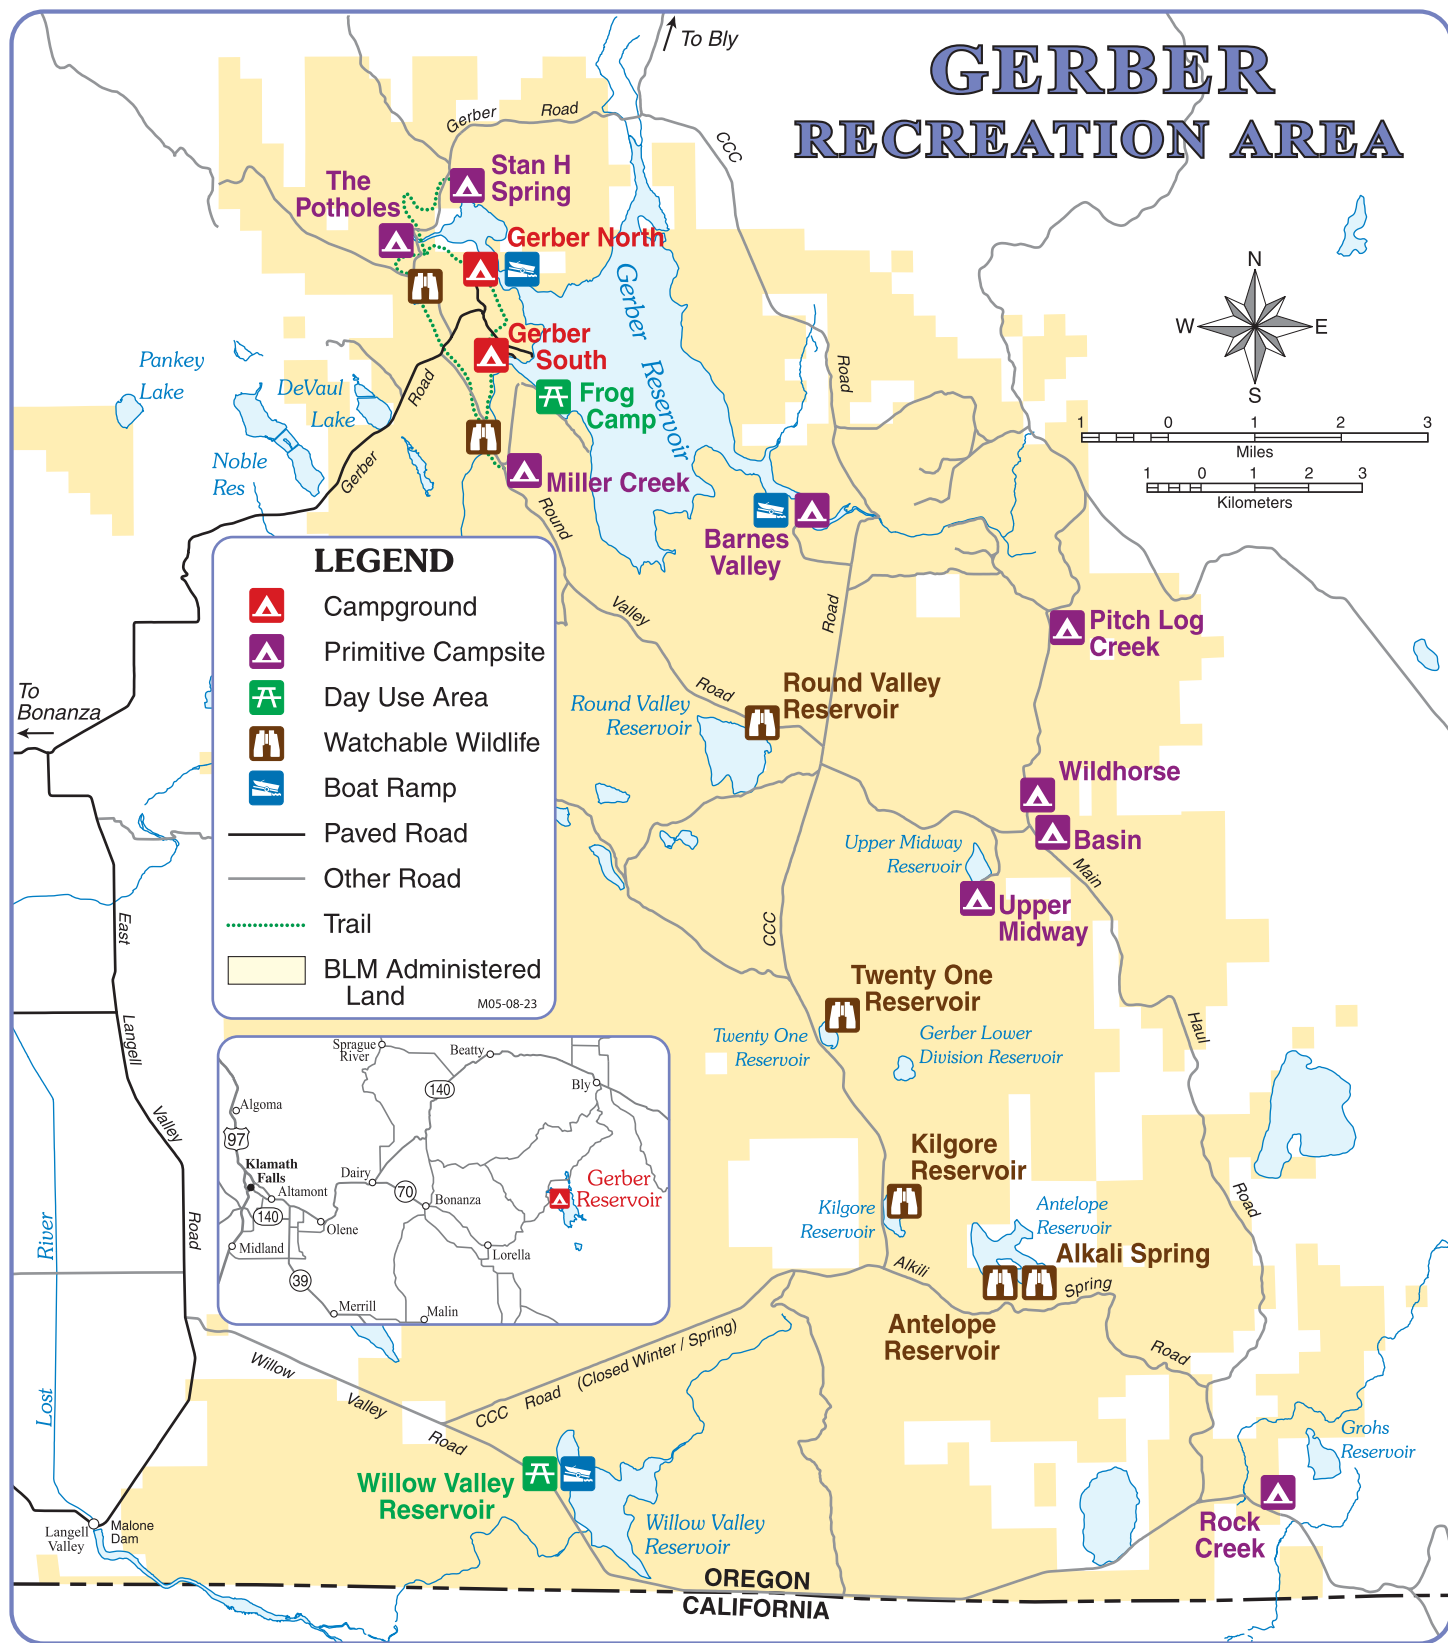 GERBER
RECREATION AREA
To Bly
Gerber
Road
CCC
Road
Stan H
Spring
The
Potholes
Gerber North
Gerber
Reservoir
Gerber
South
Frog
Camp
Miller Creek
Pankey
Lake
DeVaul
Lake
Noble
Res
Road
Gerber
N
W
E
S
1
0
1
2
3
Miles
1
0
1
2
3
Kilometers
Barnes
Valley
Round
Valley
Road
Road
Pitch Log
Creek
Round Valley
Reservoir
Round Valley
Reservoir
Wildhorse
Basin
Upper Midway
Reservoir
Upper
Midway
Main
Haul
Road
CCC
Twenty One
Reservoir
Twenty One
Reservoir
Gerber Lower
Division Reservoir
Kilgore
Reservoir
Kilgore
Reservoir
Antelope
Reservoir
Alkali Spring
Alkili
Spring
Road
Antelope
Reservoir
Grohs
Reservoir
Rock
Creek
To
Bonanza
East
Langell
Valley
Road
River
Lost
Langell
Valley
Malone
Dam
Willow
Valley
Road
CCC
Road
(Closed Winter / Spring)
Willow Valley
Reservoir
Willow Valley
Reservoir
OREGON
CALIFORNIA
LEGEND
Campground
Primitive Campsite
Day Use Area
Watchable Wildlife
Boat Ramp
Paved Road
Other Road
Trail
BLM Administered
Land
M05-08-23
Sprague
River
Beatty
140
Bly
Algoma
97
Klamath
Falls
Altamont
Dairy
70
Bonanza
Gerber
Reservoir
140
Olene
Midland
Lorella
39
Merrill
Malin